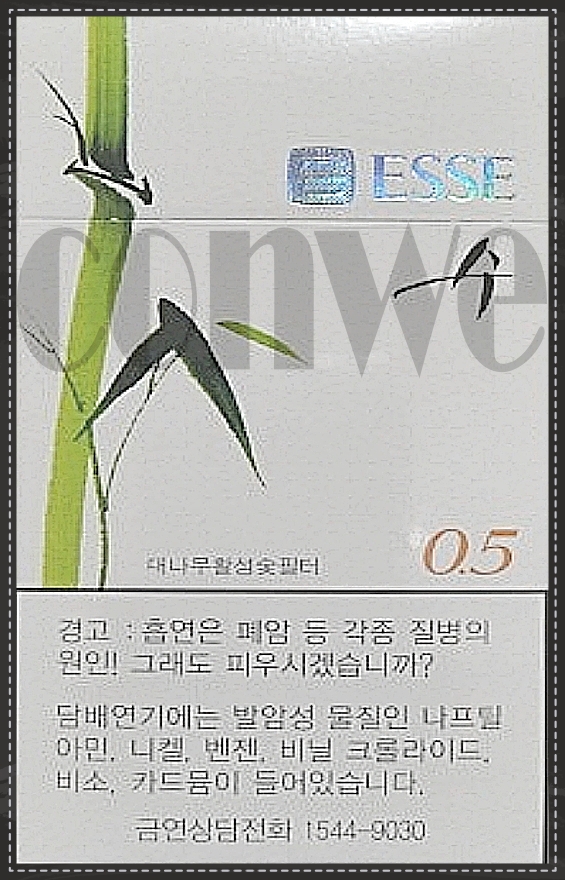 ESSE
conwe
수
대나무활성숯필터
0.5
경고 : 흡연은 폐암 등 각종 질병의
원인! 그래도 피우시겠습니까?
담배연기에는 발암성 물질인 나프틸
아민, 니켈, 벤젠, 비닐 크롤라이드,
비소, 카드뮴이 들어있습니다.
금연상담전화 1544-9030